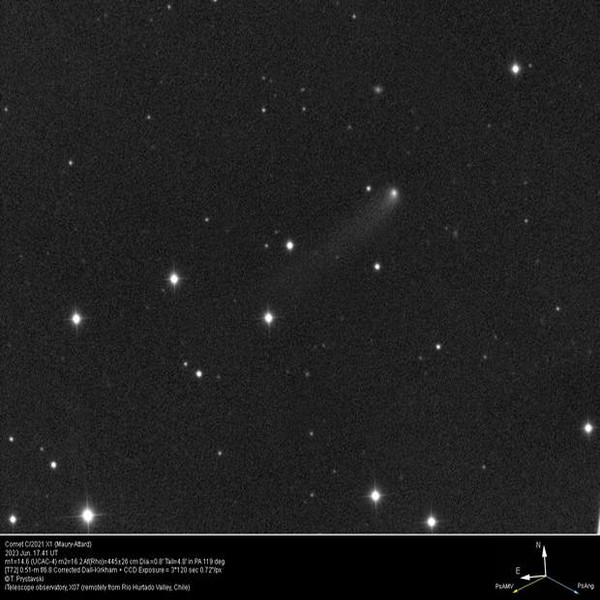 Comet C/2021 X1 (Maury-Attard)
2023 Jun. 17.41 UT
m1=14.6 (UCAC-4) m2=16.2 Af(Rho)=445±26 cm Dia.=0.8' Tail=4.8' in PA 119 deg
[T72] 0.51-m f/6.8 Corrected Dall-Kirkham + CCD Exposure = 3*120 sec 0.72"/px
©T. Prystavski
iTelescope observatory, X07 (remotely from Rio Hurtado Valley, Chile)
N
E
PsAMV
PsAng